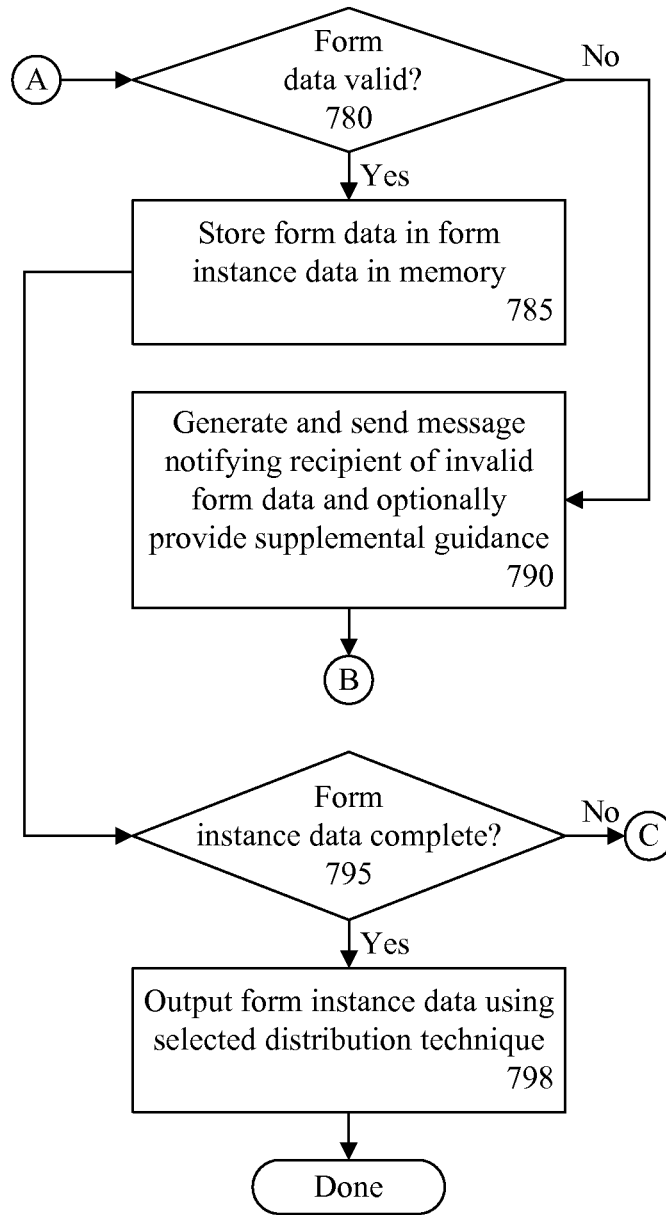 Form
data valid?
780
A
No
Yes
Store form data in form
instance data in memory
785
Generate and send message
notifying recipient of invalid
form data and optionally
provide supplemental guidance
790
B
Form
instance data complete?
795
No
C
Yes
Output form instance data using
selected distribution technique
798
Done